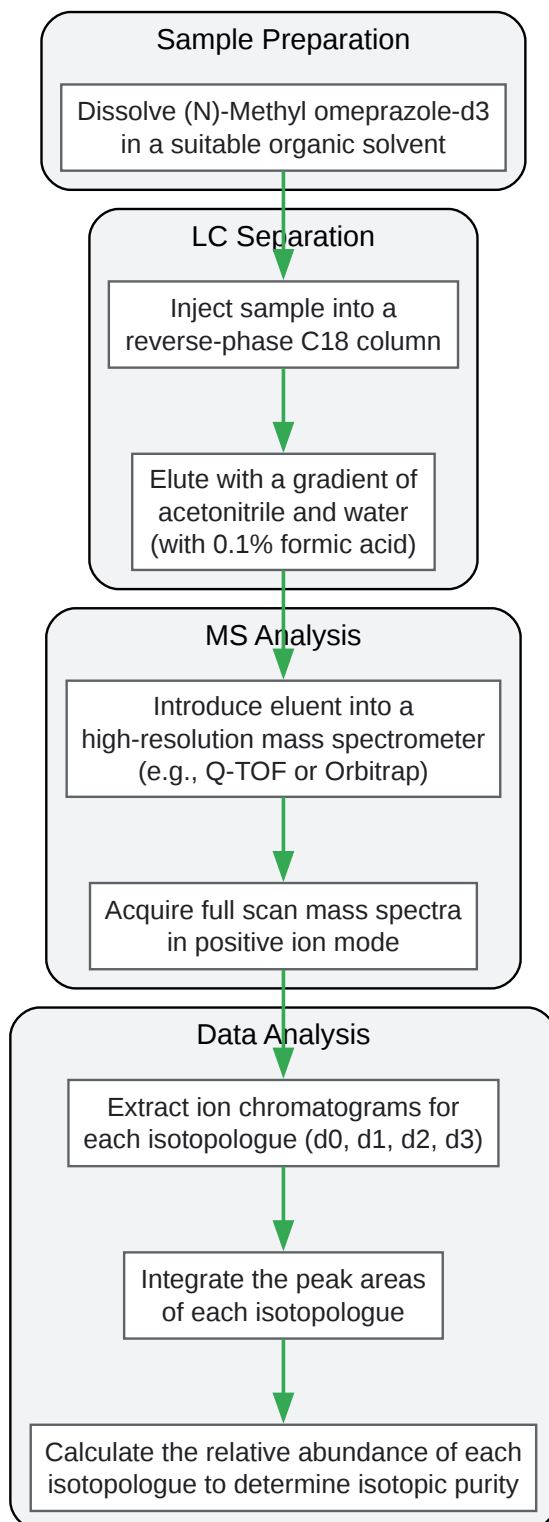 Sample Preparation
Dissolve (N)-Methyl omeprazole-d3
in a suitable organic solvent
LC Separation
Inject sample into a
reverse-phase C18 column
Elute with a gradient of
acetonitrile and water
(with 0.1% formic acid)
MS Analysis
Introduce eluent into a
high-resolution mass spectrometer
(e.g., Q-TOF or Orbitrap)
Acquire full scan mass spectra
in positive ion mode
Data Analysis
Extract ion chromatograms for
each isotopologue (d0, d1, d2, d3)
Integrate the peak areas
of each isotopologue
Calculate the relative abundance of each
isotopologue to determine isotopic purity